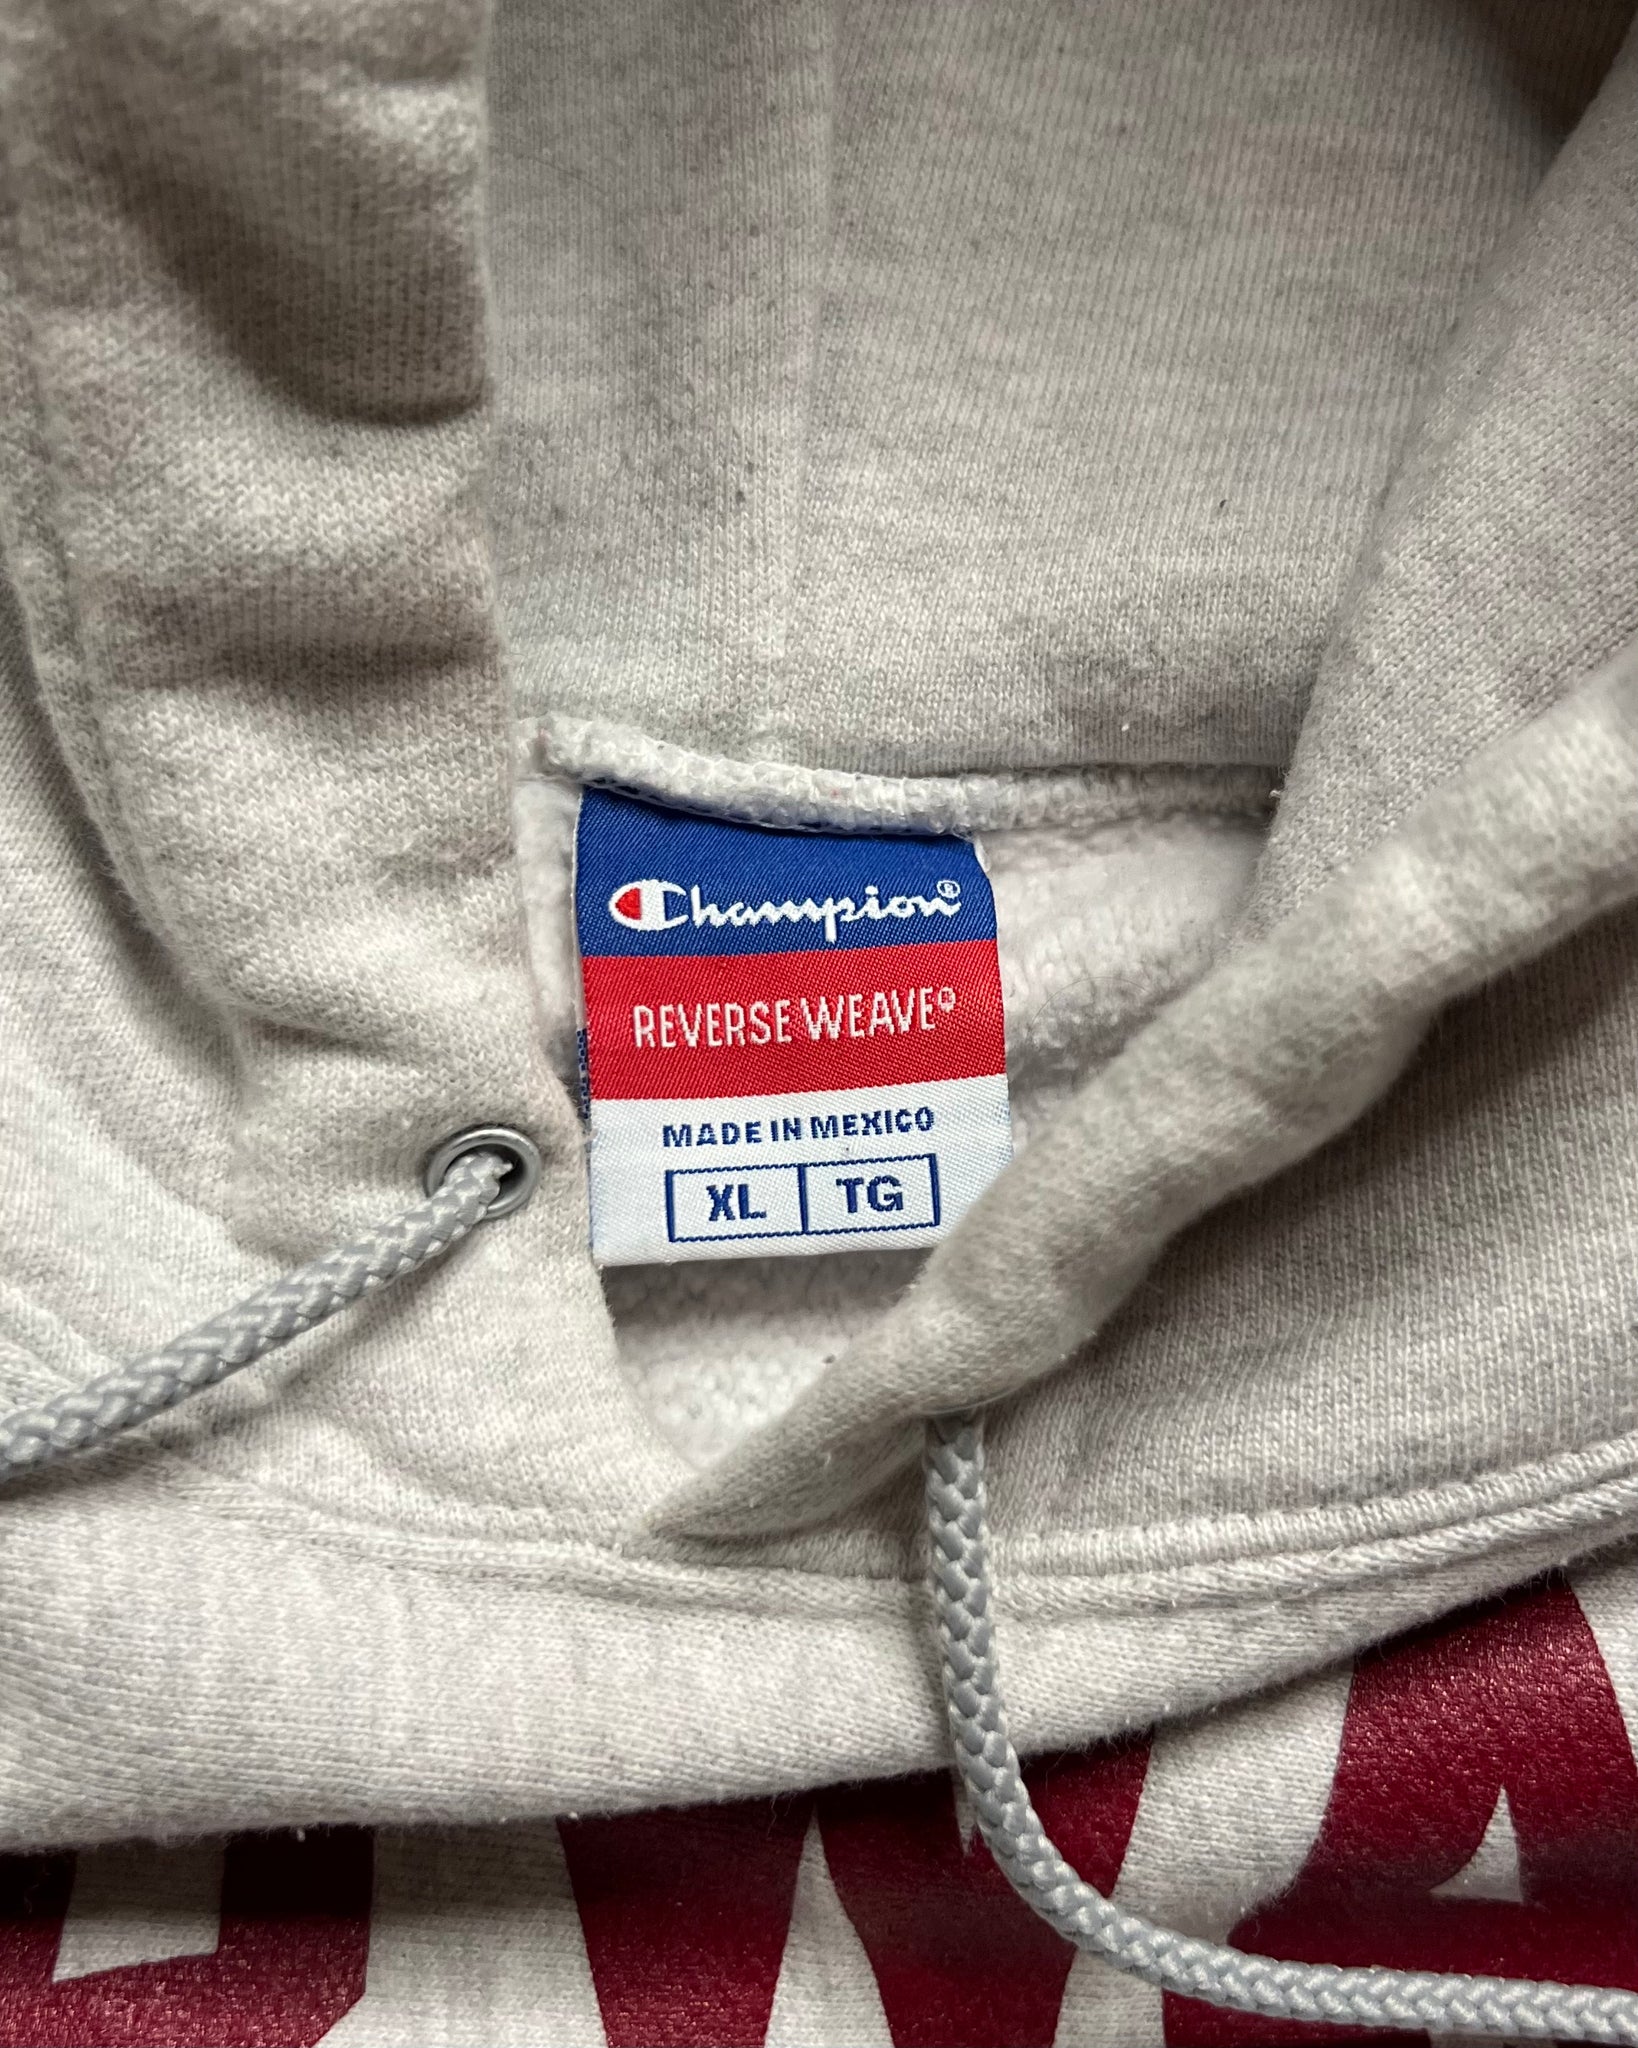 Champion®
REVERSE WEAVE®
MADE IN MEXICO
XL TG